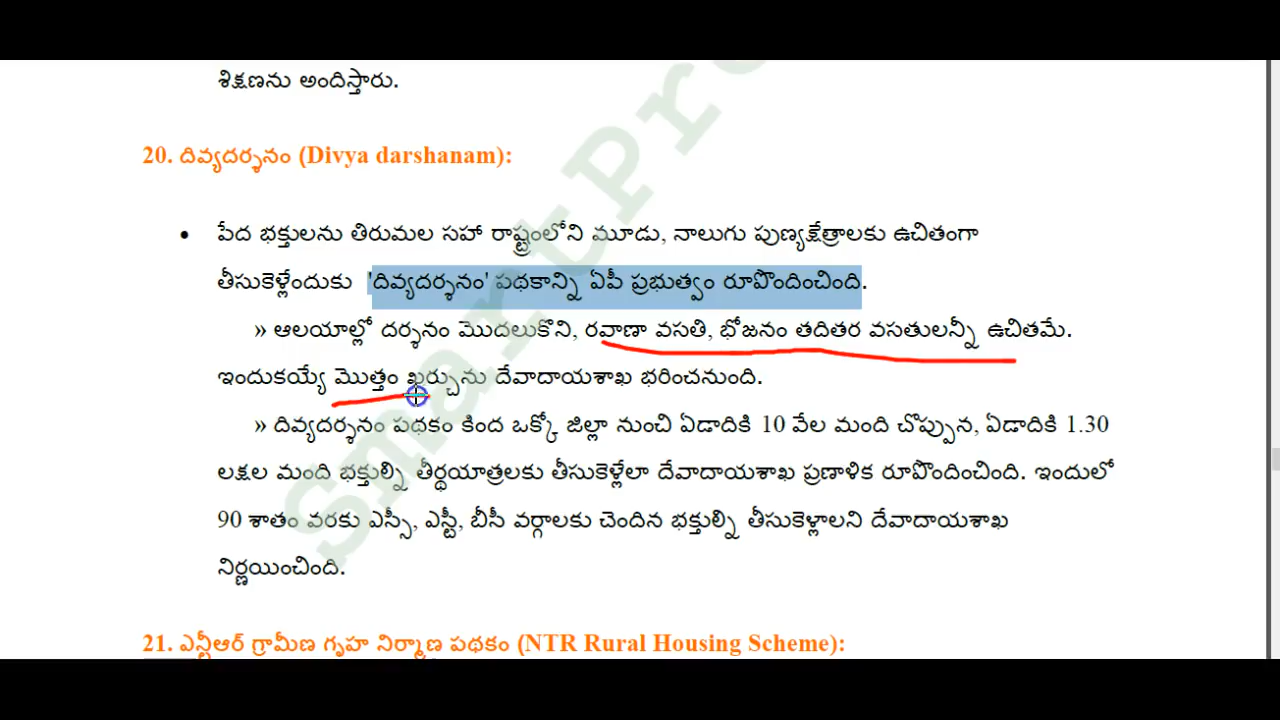 శిక్షణను అందిస్తారు.
20. దివ్యదర్శనం (Divya darshanam):
• పేద భక్తులను తిరుమల సహా రాష్ట్రంలోని మూడు, నాలుగు పుణ్యక్షేత్రాలకు ఉచితంగా
తీసుకెళ్లేందుకు 'దివ్యదర్శనం' పథకాన్ని ఏపీ ప్రభుత్వం రూపొందించింది.
» ఆలయాల్లో దర్శనం మొదలుకొని, రవాణా వసతి, భోజనం తదితర వసతులన్నీ ఉచితమే.
ఇందుకయ్యే మొత్తం ఖర్చును దేవాదాయశాఖ భరించనుంది.
» దివ్యదర్శనం పథకం కింద ఒక్కో జిల్లా నుంచి ఏడాదికి 10 వేల మంది చొప్పున, ఏడాదికి 1.30
లక్షల మంది భక్తుల్ని తీర్థయాత్రలకు తీసుకెళ్లేలా దేవాదాయశాఖ ప్రణాళిక రూపొందించింది. ఇందులో
90 శాతం వరకు ఎస్సీ, ఎస్టీ, బీసీ వర్గాలకు చెందిన భక్తుల్ని తీసుకెళ్లాలని దేవాదాయశాఖ
నిర్ణయించింది.
21. ఎన్టీఆర్ గ్రామీణ గృహ నిర్మాణ పథకం (NTR Rural Housing Scheme):
SmartPre